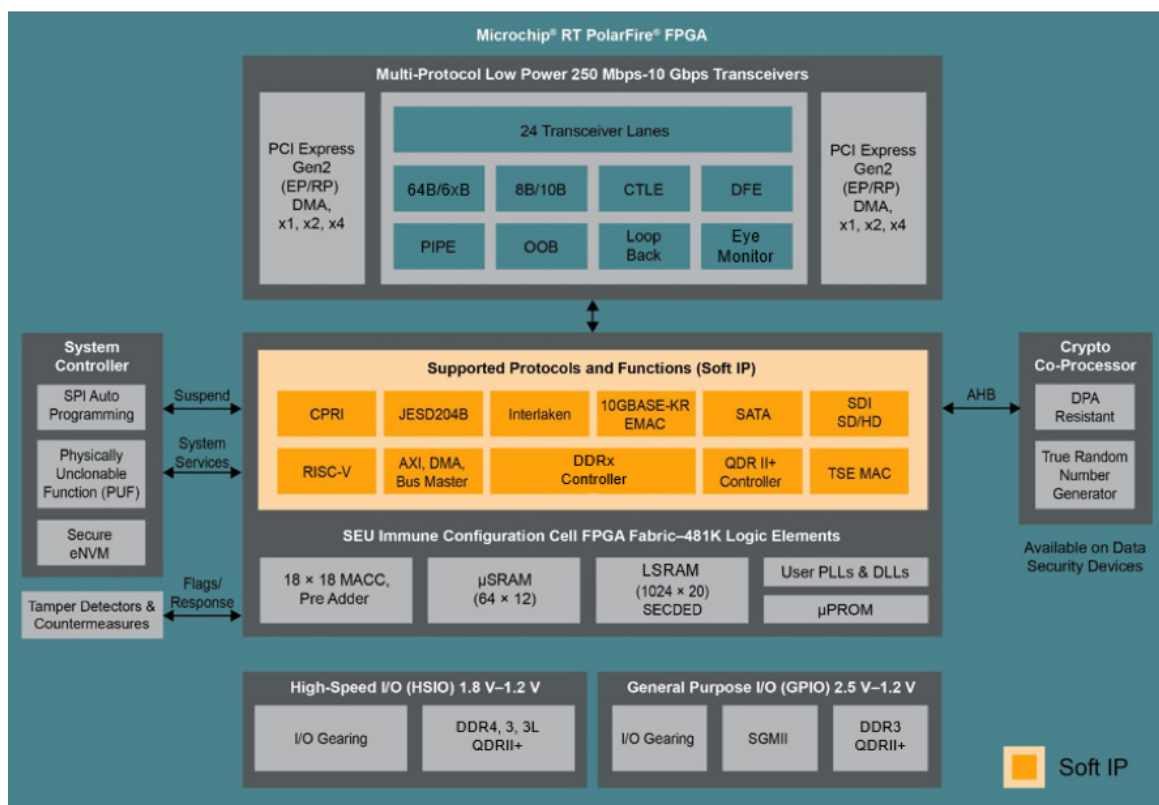 Microchip® RT PolarFire® FPGA
Multi-Protocol Low Power 250 Mbps-10 Gbps Transceivers
PCI Express
Gen2
(EP/RP)
DMA,
x1, x2, x4
24 Transceiver Lanes
64B/6xB
8B/10B
CTLE
DFE
PIPE
OOB
Loop
Back
Eye
Monitor
PCI Express
Gen2
(EP/RP)
DMA,
x1, x2, x4
System
Controller
SPI Auto
Programming
Physically
Unclonable
Function (PUF)
Secure
eNVM
Suspend
System
Services
Tamper Detectors &
Countermeasures
Flags/
Response
Supported Protocols and Functions (Soft IP)
CPRI
JESD204B
Interlaken
10GBASE-KR
EMAC
SATA
SDI
SD/HD
RISC-V
AXI, DMA,
Bus Master
DDRx
Controller
QDR II+
Controller
TSE MAC
SEU Immune Configuration Cell FPGA Fabric–481K Logic Elements
18 × 18 MACC,
Pre Adder
µSRAM
(64 × 12)
LSRAM
(1024 × 20)
SECDED
User PLLs & DLLs
µPROM
AHB
Crypto
Co-Processor
DPA
Resistant
True Random
Number
Generator
Available on Data
Security Devices
High-Speed I/O (HSIO) 1.8 V–1.2 V
I/O Gearing
DDR4, 3, 3L
QDRII+
General Purpose I/O (GPIO) 2.5 V–1.2 V
I/O Gearing
SGMII
DDR3
QDRII+
Soft IP